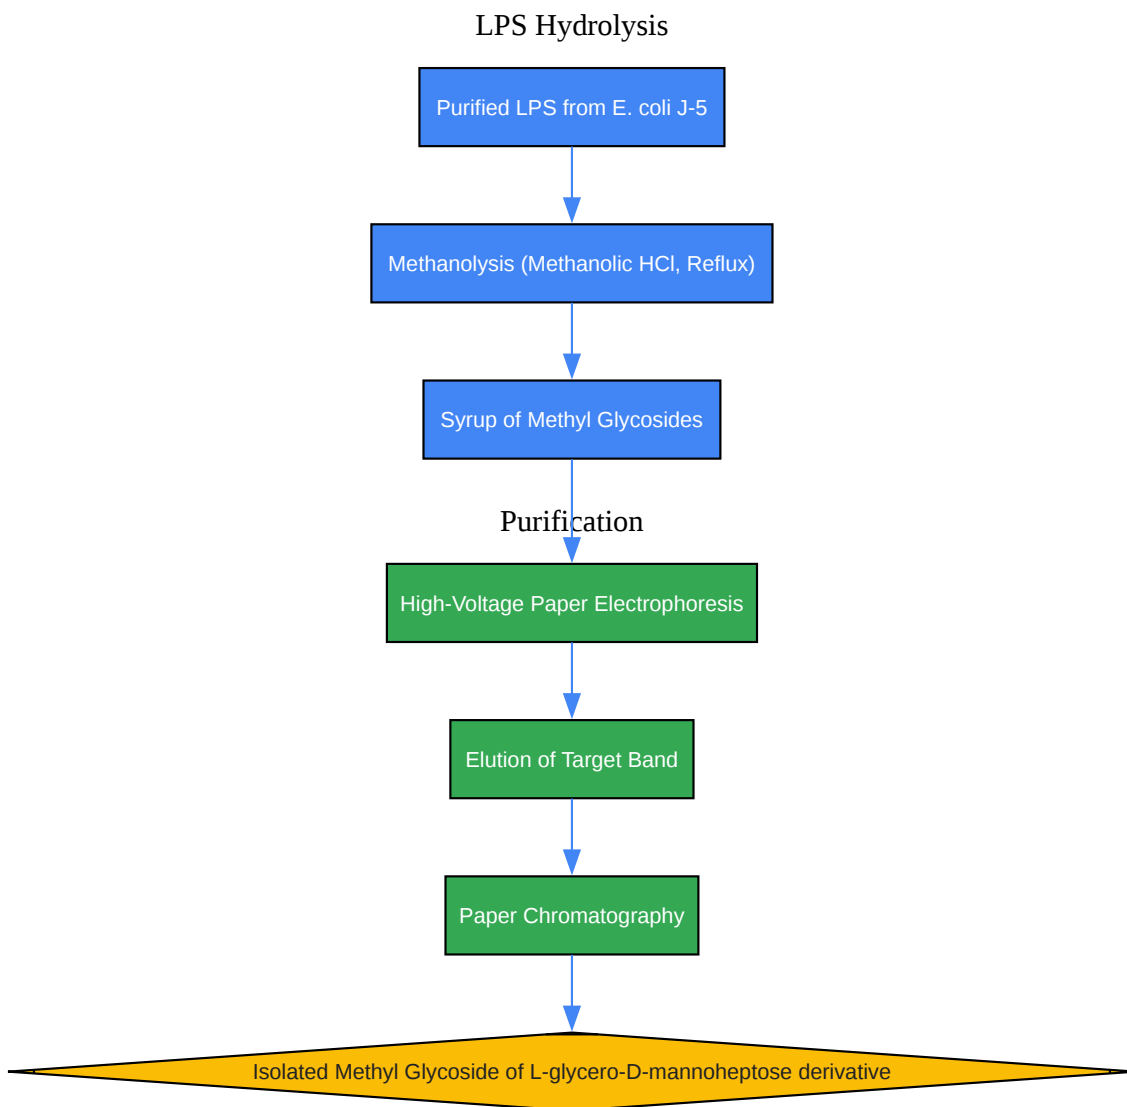 LPS Hydrolysis
Purified LPS from E. coli J-5
Methanolysis (Methanolic HCl, Reflux)
Syrup of Methyl Glycosides
Purification
High-Voltage Paper Electrophoresis
Elution of Target Band
Paper Chromatography
Isolated Methyl Glycoside of L-glycero-D-mannoheptose derivative